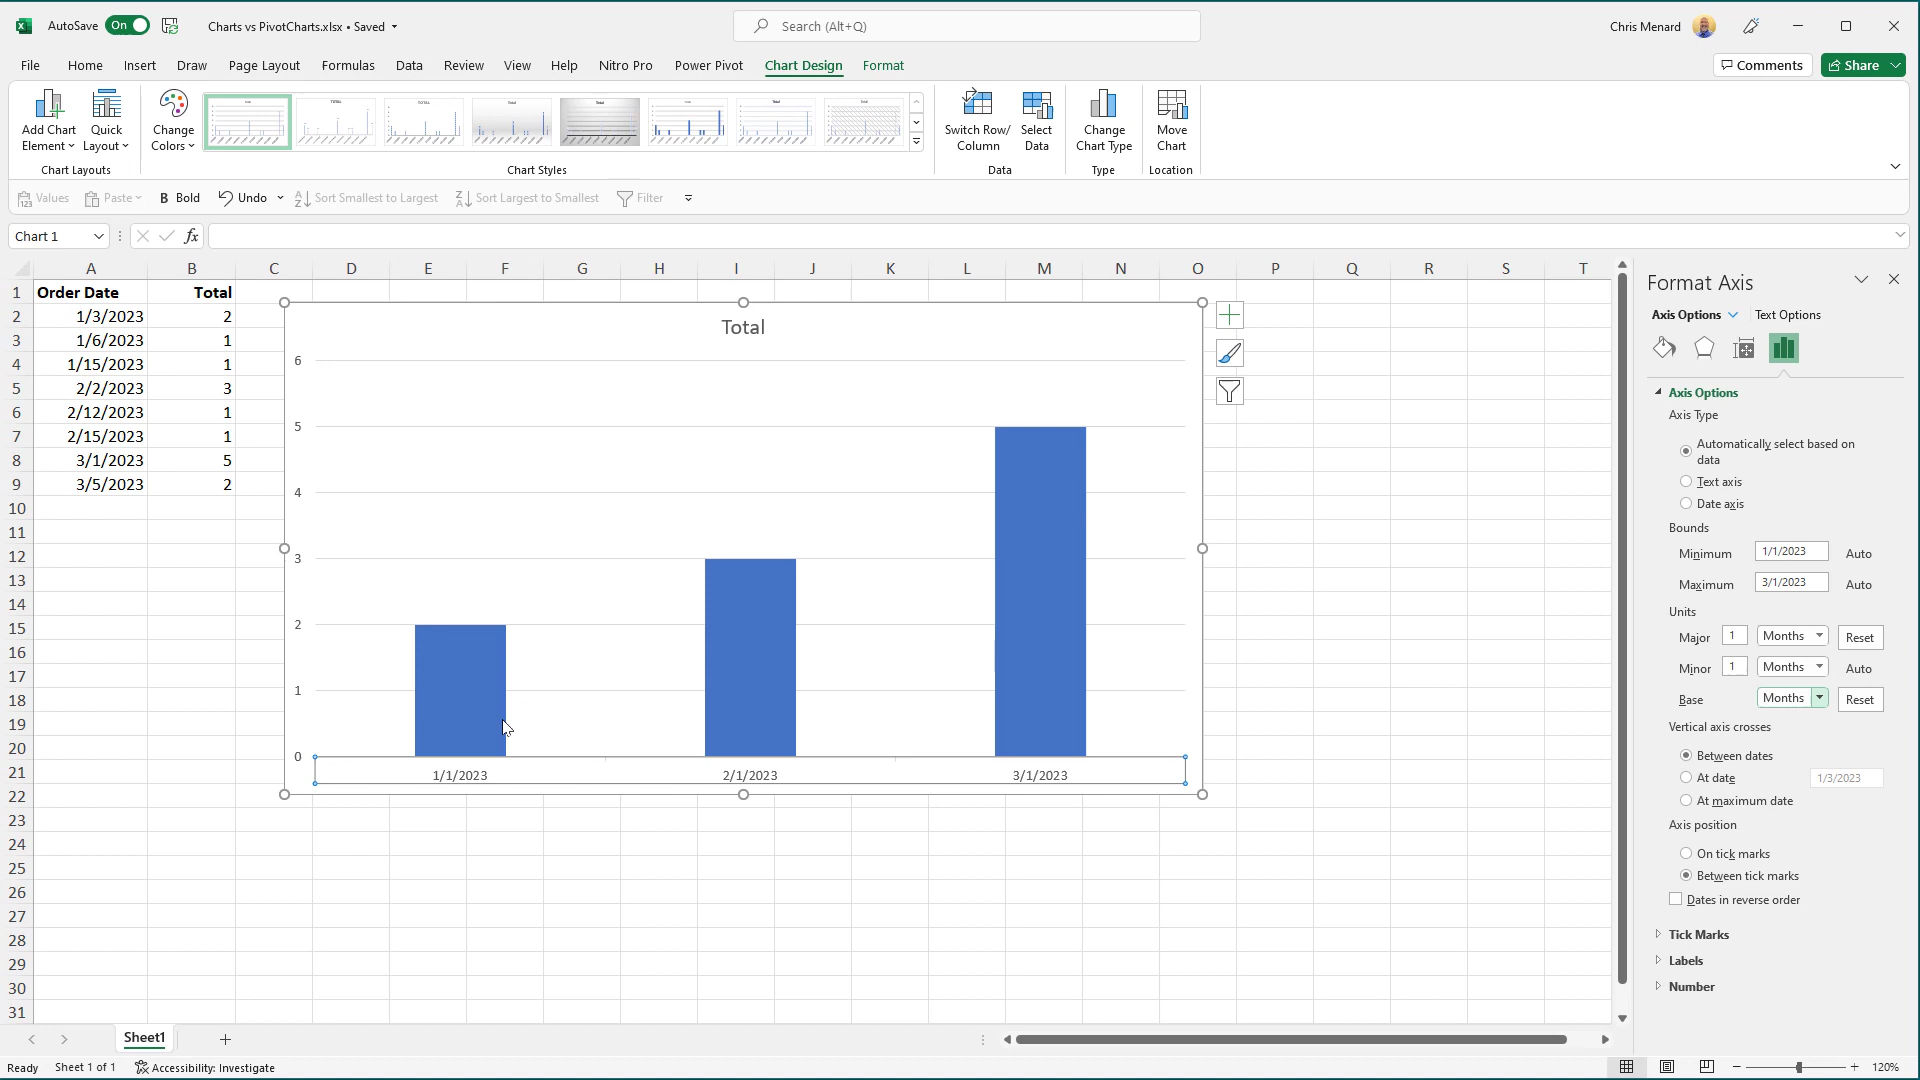 AutoSave On Charts vs PivotCharts.xlsx • Saved Search (Alt+Q) Chris Menard
File Home Insert Draw Page Layout Formulas Data Review View Help Nitro Pro Power Pivot Chart Design Format Comments Share
Add Chart Element Quick Layout Change Colors Switch Row/ Column Select Data Change Chart Type Move Chart
Chart Layouts Chart Styles Data Type Location
Values Paste B Bold Undo Sort Smallest to Largest Sort Largest to Smallest Filter
Chart 1 fx
A B C D E F G H I J K L M N O P Q R S T
1 Order Date Total
2 1/3/2023 2
3 1/6/2023 1
4 1/15/2023 1
5 2/2/2023 3
6 2/12/2023 1
7 2/15/2023 1
8 3/1/2023 5
9 3/5/2023 2
10
11
12
13
14
15
16
17
18
19
20
21
22
23
24
25
26
27
28
29
30
31
Total
6
5
4
3
2
1
0
1/1/2023 2/1/2023 3/1/2023
Format Axis
Axis Options Text Options
Axis Options
Axis Type
Automatically select based on
data
Text axis
Date axis
Bounds
Minimum 1/1/2023 Auto
Maximum 3/1/2023 Auto
Units
Major 1 Months Reset
Minor 1 Months Auto
Base Months Reset
Vertical axis crosses
Between dates
At date 1/3/2023
At maximum date
Axis position
On tick marks
Between tick marks
Dates in reverse order
Tick Marks
Labels
Number
Sheet1
Ready Sheet 1 of 1 Accessibility: Investigate 120%